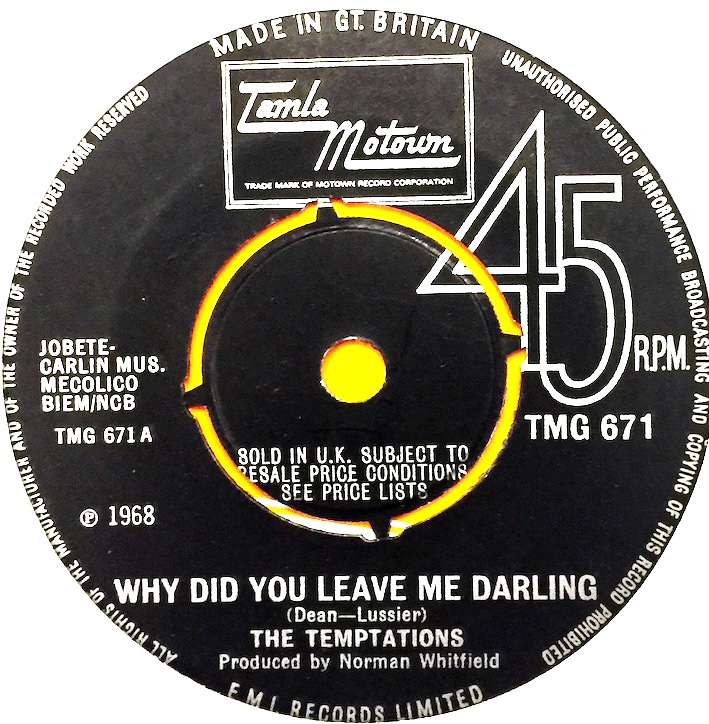 MADE IN GT. BRITAIN
UNAUTHORISED PUBLIC PERFORMANCE BROADCASTING AND COPYING OF THIS RECORD PROHIBITED
Tamla
Motown
TRADE MARK OF MOTOWN RECORD CORPORATION
45
R.P.M.
TMG 671
JOBETE-
CARLIN MUS.
MECOLICO
BIEM/NCB
TMG 671 A
℗ 1968
SOLD IN U.K. SUBJECT TO
RESALE PRICE CONDITIONS
SEE PRICE LISTS
WHY DID YOU LEAVE ME DARLING
(Dean—Lussier)
THE TEMPTATIONS
Produced by Norman Whitfield
E.M.I. RECORDS LIMITED
ALL RIGHTS OF THE MANUFACTURER AND OF THE OWNER OF THE RECORDED WORK RESERVED